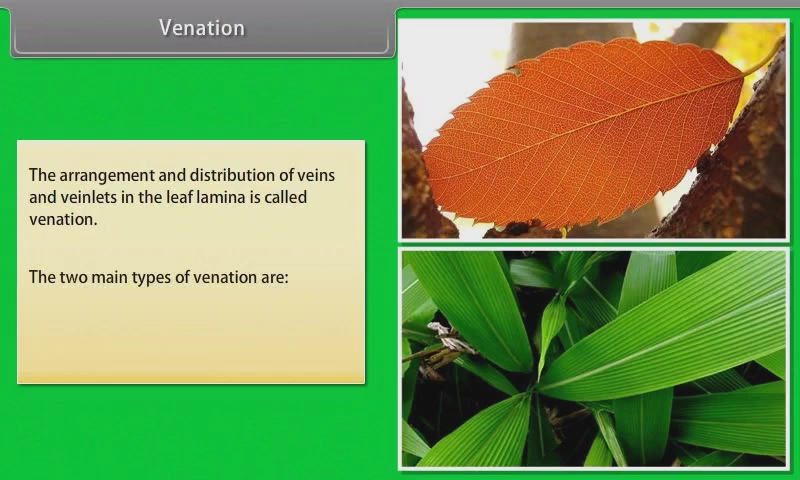 Venation
The arrangement and distribution of veins
and veinlets in the leaf lamina is called
venation.
The two main types of venation are: